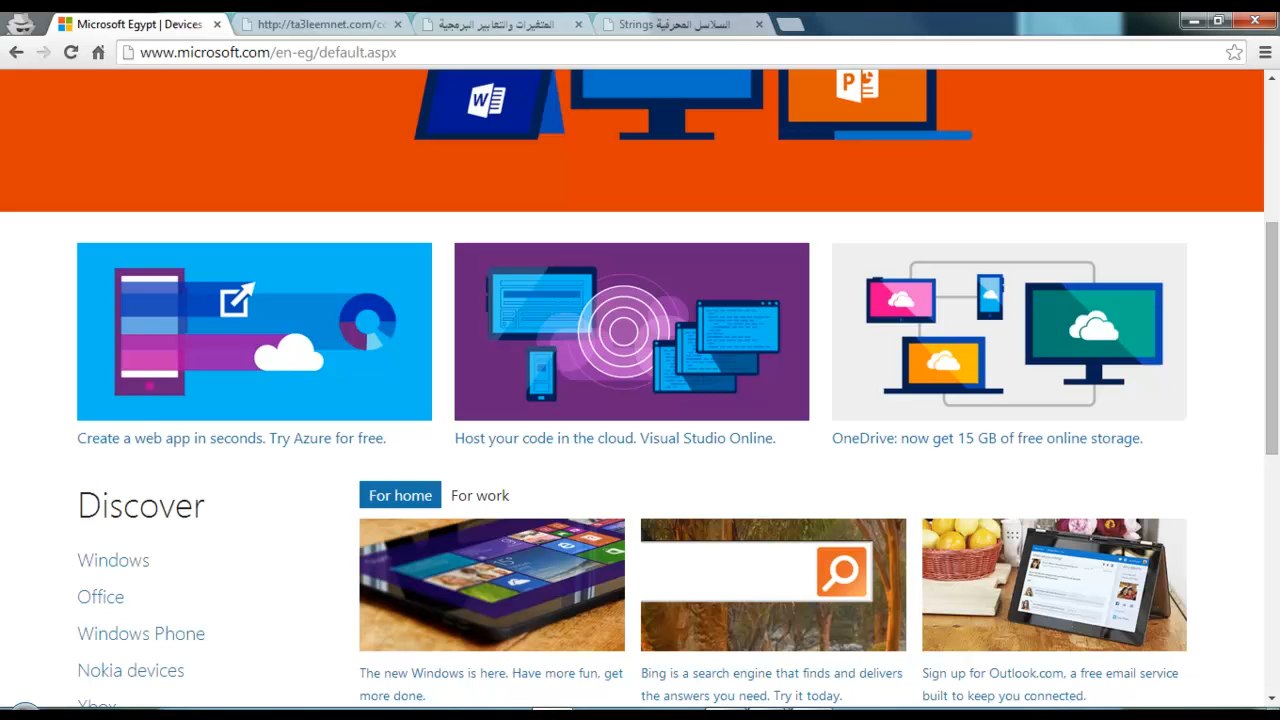 Microsoft Egypt | Devices
http://ta3leemnet.com/co
المتغيرات والتعابير البرمجية
السلاسل المحرفية Strings
www.microsoft.com/en-eg/default.aspx
W
P
Create a web app in seconds. Try Azure for free.
Host your code in the cloud. Visual Studio Online.
OneDrive: now get 15 GB of free online storage.
Discover
For home
For work
Windows
Office
Windows Phone
Nokia devices
Xbox
The new Windows is here. Have more fun, get
more done.
Bing is a search engine that finds and delivers
the answers you need. Try it today.
Sign up for Outlook.com, a free email service
built to keep you connected.